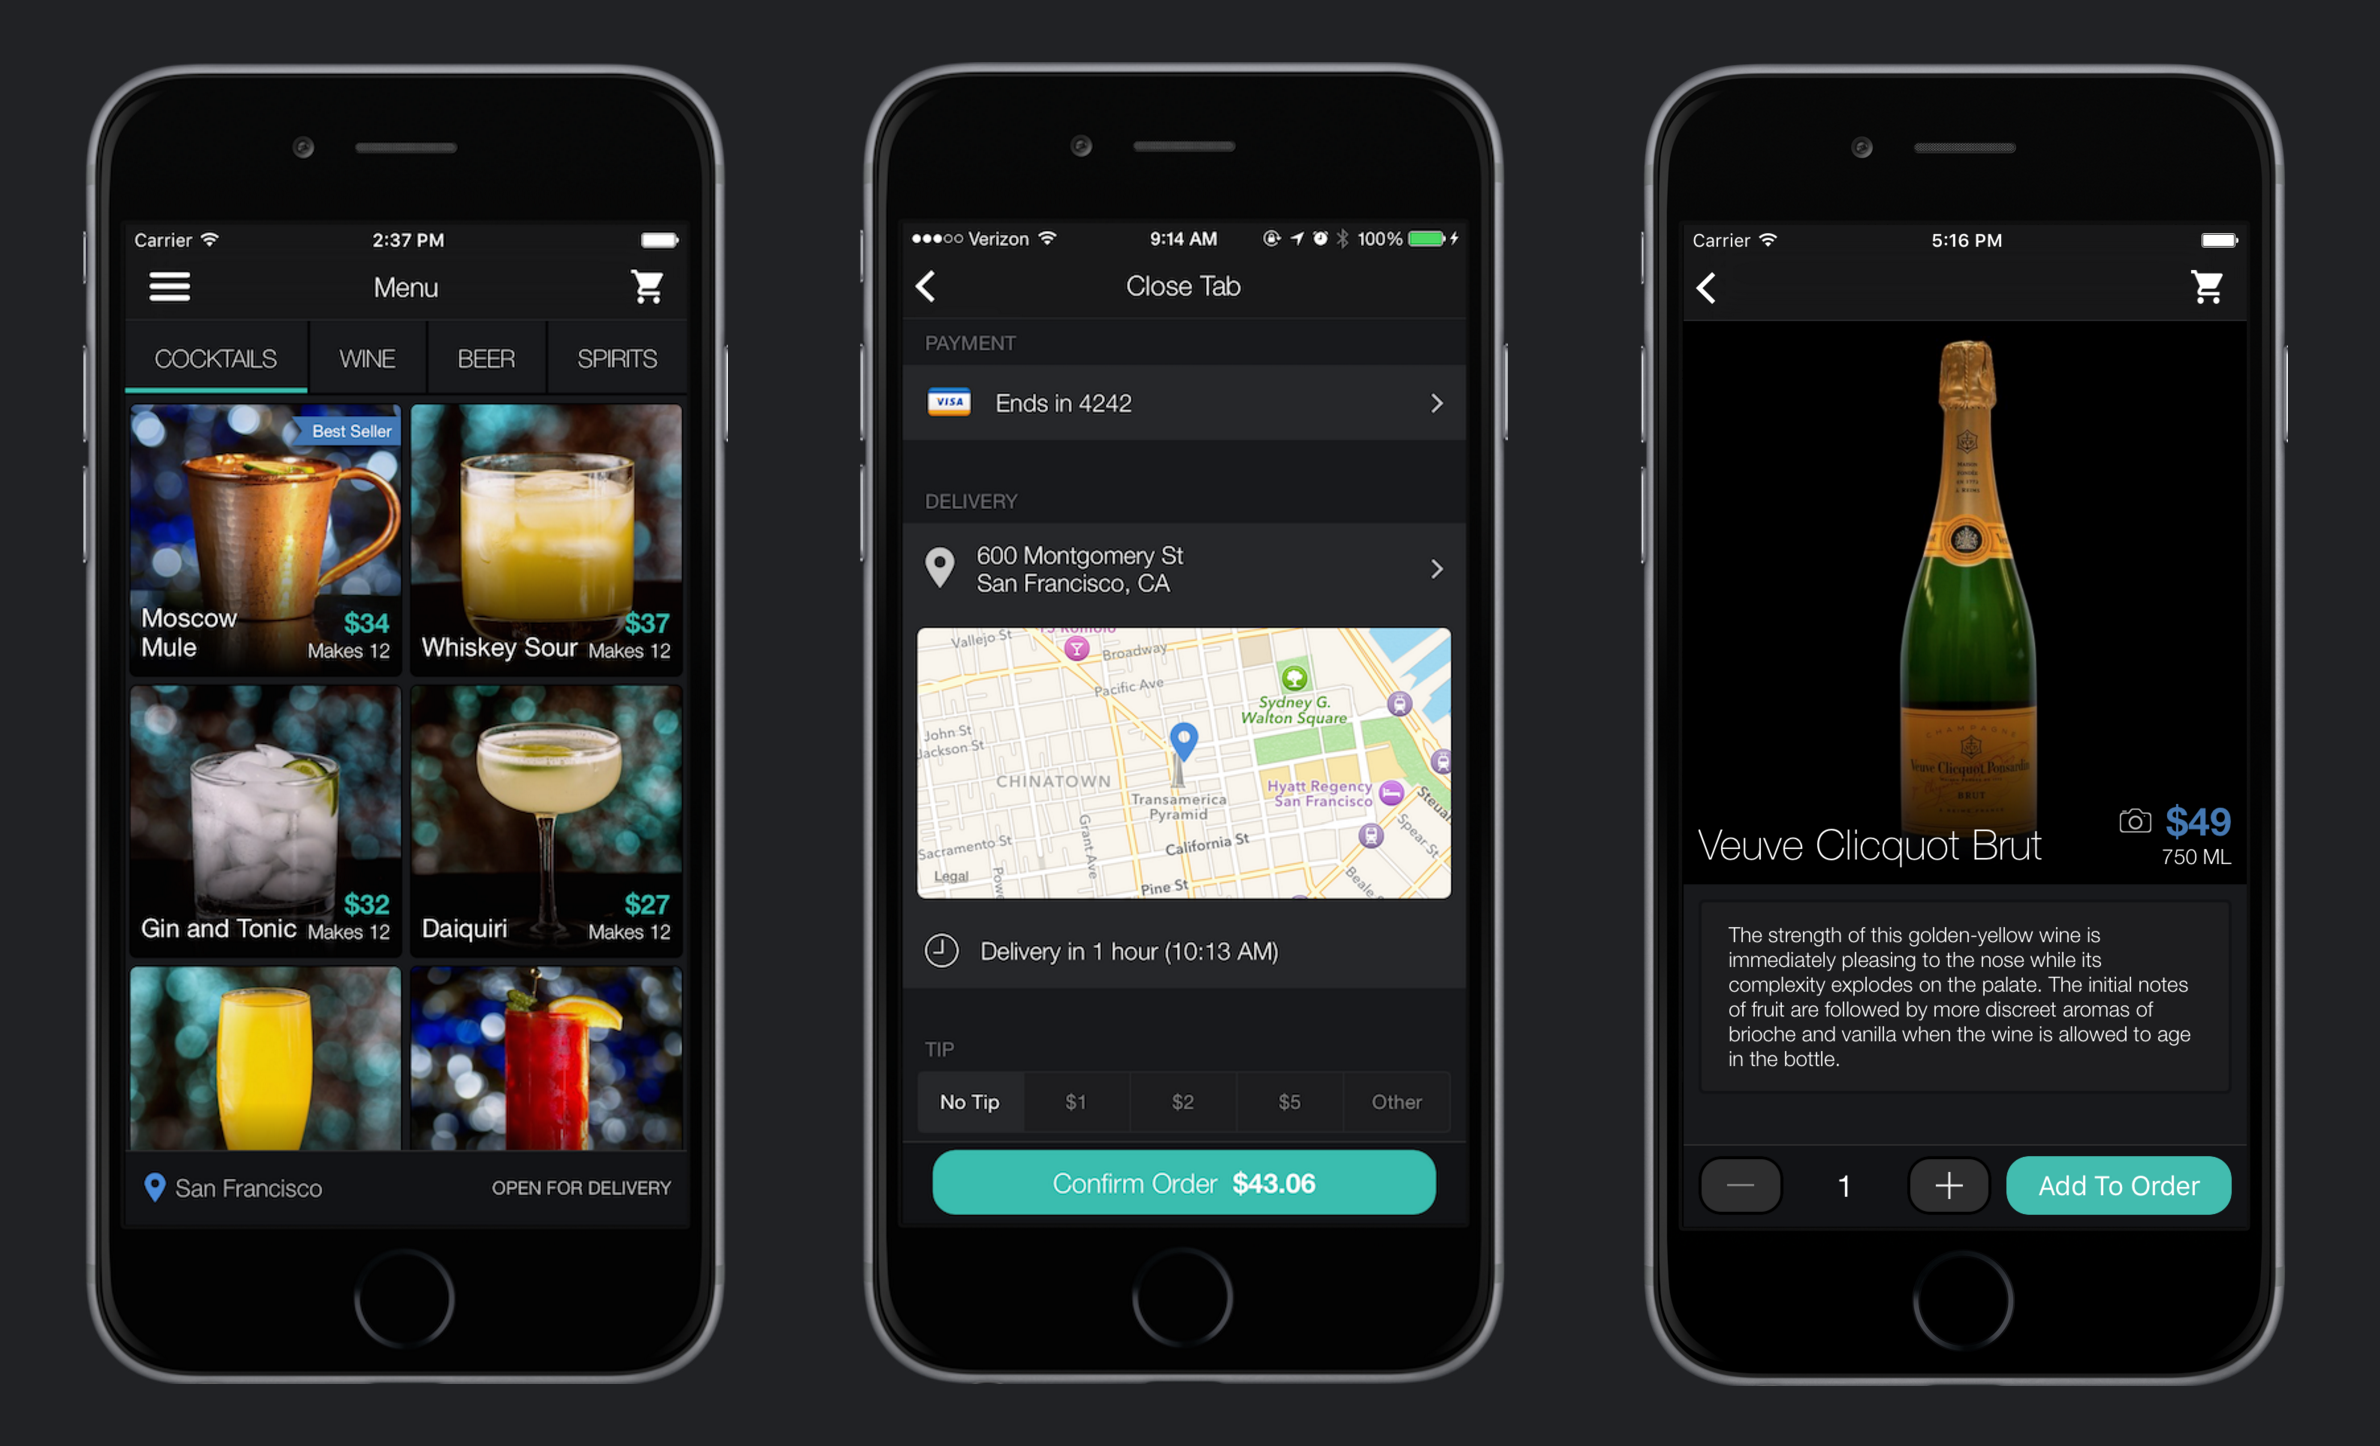 Carrier
2:37 PM
Menu
COCKTAILS
WINE
BEER
SPIRITS
Best Seller
Moscow
Mule
$34
Makes 12
Whiskey Sour
$37
Makes 12
Gin and Tonic
$32
Makes 12
Daiquiri
$27
Makes 12
San Francisco
OPEN FOR DELIVERY
Verizon
9:14 AM
100%
Close Tab
PAYMENT
VISA
Ends in 4242
DELIVERY
600 Montgomery St
San Francisco, CA
Vallejo St
Broadway
Pacific Ave
Sydney G.
Walton Square
John St
Jackson St
CHINATOWN
Transamerica
Pyramid
Hyatt Regency
San Francisco
Sacramento St
Grant Ave
California St
Spear St
Legal
Pine St
Delivery in 1 hour (10:13 AM)
TIP
No Tip
$1
$2
$5
Other
Confirm Order $43.06
Carrier
5:16 PM
CHAMPAGNE
Veuve Clicquot Ponsardin
BRUT
Veuve Clicquot Brut
$49
750 ML
The strength of this golden-yellow wine is
immediately pleasing to the nose while its
complexity explodes on the palate. The initial notes
of fruit are followed by more discreet aromas of
brioche and vanilla when the wine is allowed to age
in the bottle.
1
Add To Order